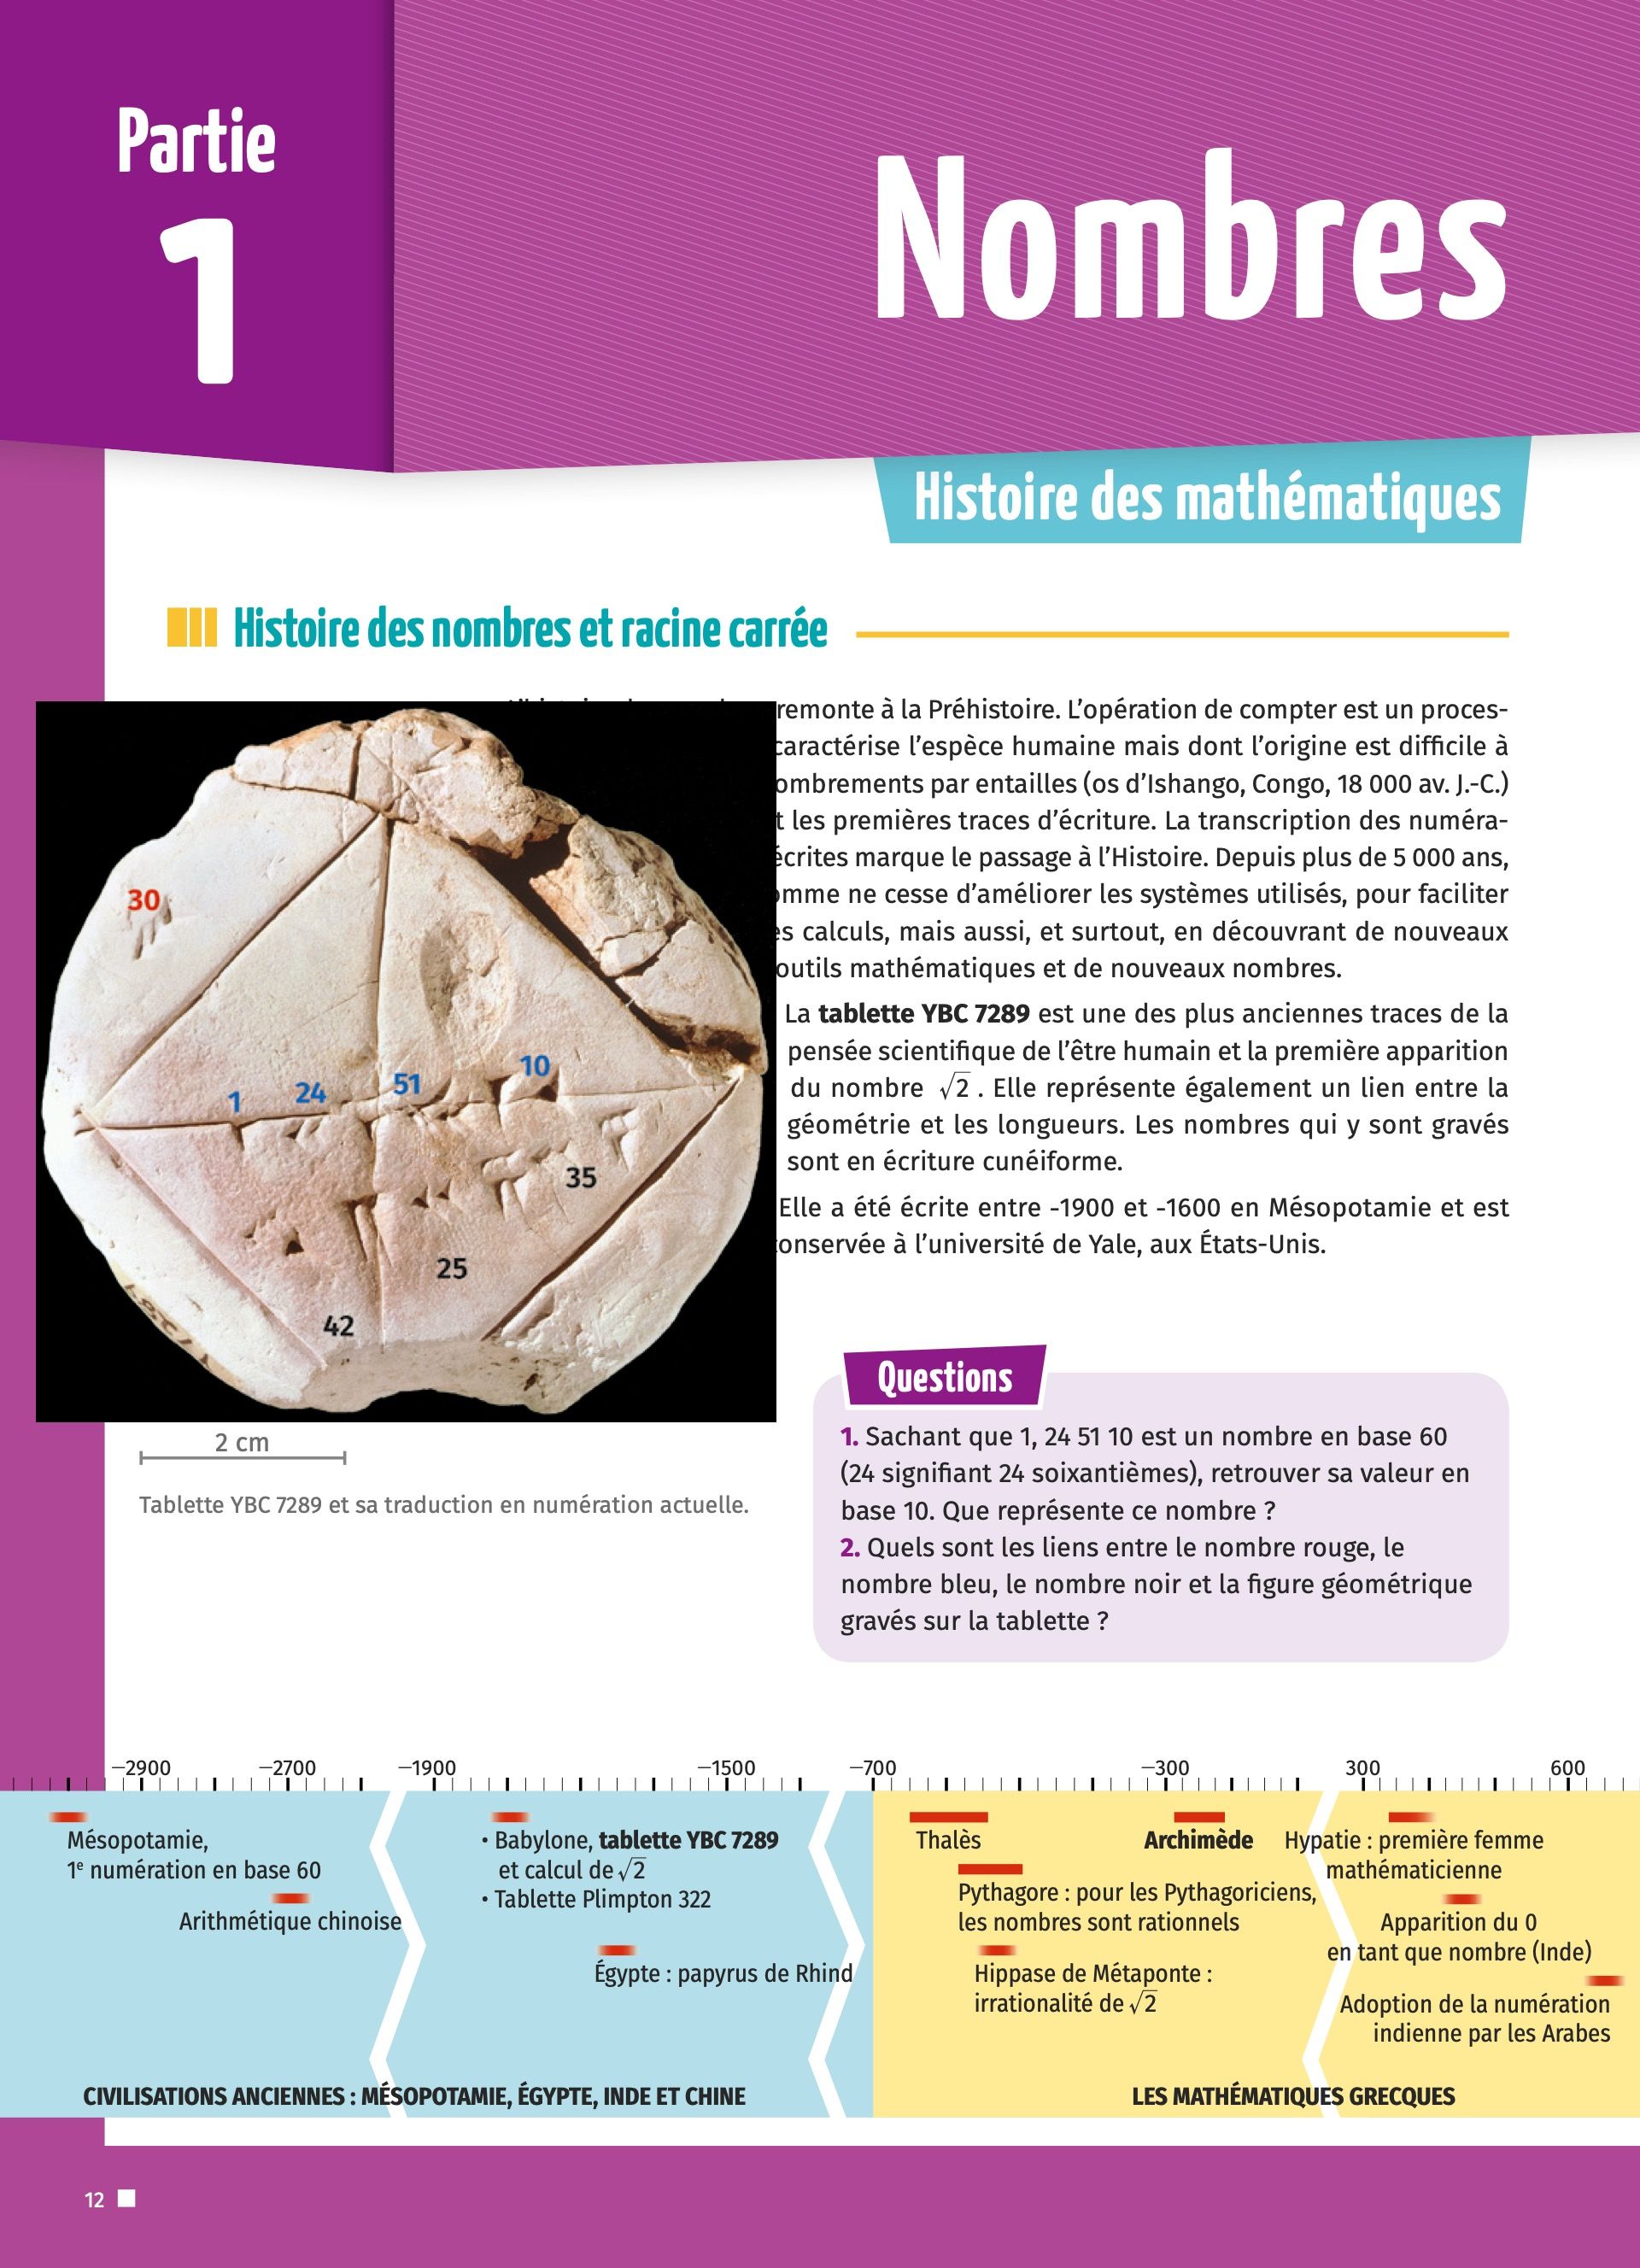 Partie
1
Nombres
Histoire des mathématiques
Histoire des nombres et racine carrée
remonte à la Préhistoire. L’opération de compter est un proces-
caractérise l’espèce humaine mais dont l’origine est difficile à
ombrements par entailles (os d’Ishango, Congo, 18 000 av. J.-C.)
t les premières traces d’écriture. La transcription des numéra-
écrites marque le passage à l’Histoire. Depuis plus de 5 000 ans,
omme ne cesse d’améliorer les systèmes utilisés, pour faciliter
es calculs, mais aussi, et surtout, en découvrant de nouveaux
outils mathématiques et de nouveaux nombres.
La tablette YBC 7289 est une des plus anciennes traces de la
pensée scientifique de l’être humain et la première apparition
du nombre √2 . Elle représente également un lien entre la
géométrie et les longueurs. Les nombres qui y sont gravés
sont en écriture cunéiforme.
Elle a été écrite entre -1900 et -1600 en Mésopotamie et est
conservée à l’université de Yale, aux États-Unis.
30
1 24 51 10
35
25
42
2 cm
Tablette YBC 7289 et sa traduction en numération actuelle.
Questions
1. Sachant que 1, 24 51 10 est un nombre en base 60
(24 signifiant 24 soixantièmes), retrouver sa valeur en
base 10. Que représente ce nombre ?
2. Quels sont les liens entre le nombre rouge, le
nombre bleu, le nombre noir et la figure géométrique
gravés sur la tablette ?
–2900 –2700 –1900 –1500 –700 –300 300 600
Mésopotamie,
1e numération en base 60
Arithmétique chinoise
• Babylone, tablette YBC 7289
et calcul de √2
• Tablette Plimpton 322
Égypte : papyrus de Rhind
Thalès
Pythagore : pour les Pythagoriciens,
les nombres sont rationnels
Hippase de Métaponte :
irrationalité de √2
Archimède
Hypatie : première femme
mathématicienne
Apparition du 0
en tant que nombre (Inde)
Adoption de la numération
indienne par les Arabes
CIVILISATIONS ANCIENNES : MÉSOPOTAMIE, ÉGYPTE, INDE ET CHINE
LES MATHÉMATIQUES GRECQUES
12